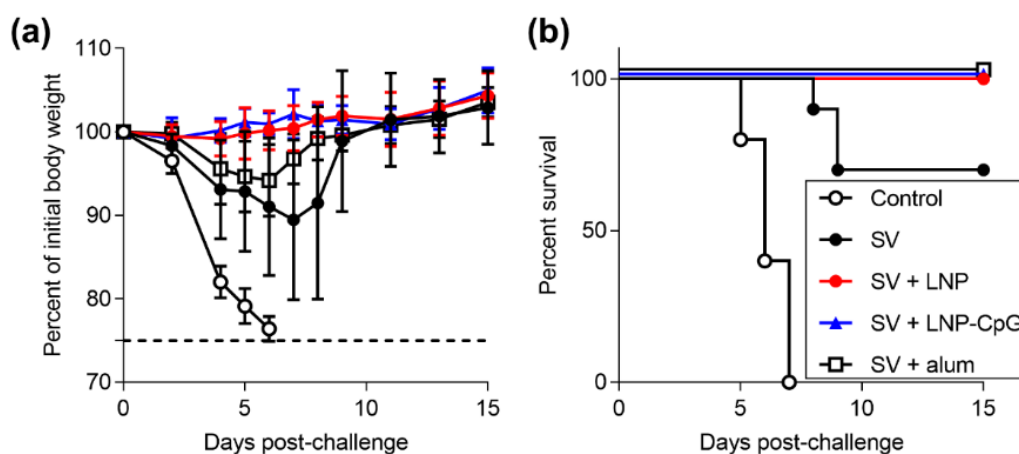 (a)
Percent of initial body weight
110
100
90
80
70
0
5
10
15
Days post-challenge
(b)
Percent survival
100
50
0
0
5
10
15
Days post-challenge
Control
SV
SV + LNP
SV + LNP-CpG
SV + alum